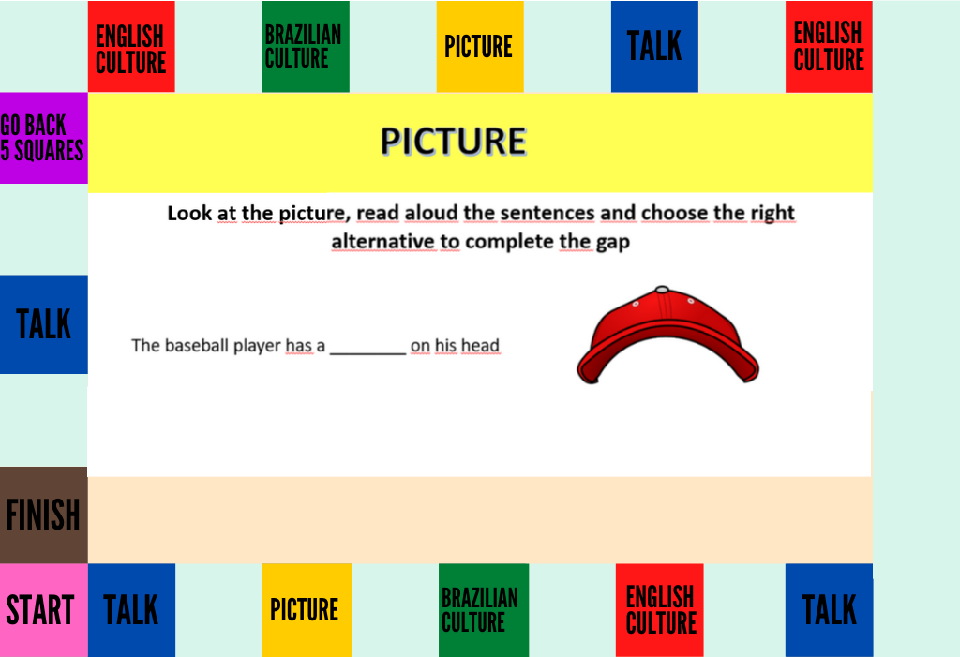 ENGLISH
CULTURE
BRAZILIAN
CULTURE
PICTURE
TALK
ENGLISH
CULTURE
GO BACK
5 SQUARES
PICTURE
Look at the picture, read aloud the sentences and choose the right
alternative to complete the gap
TALK
The baseball player has a ________ on his head
FINISH
START
TALK
PICTURE
BRAZILIAN
CULTURE
ENGLISH
CULTURE
TALK